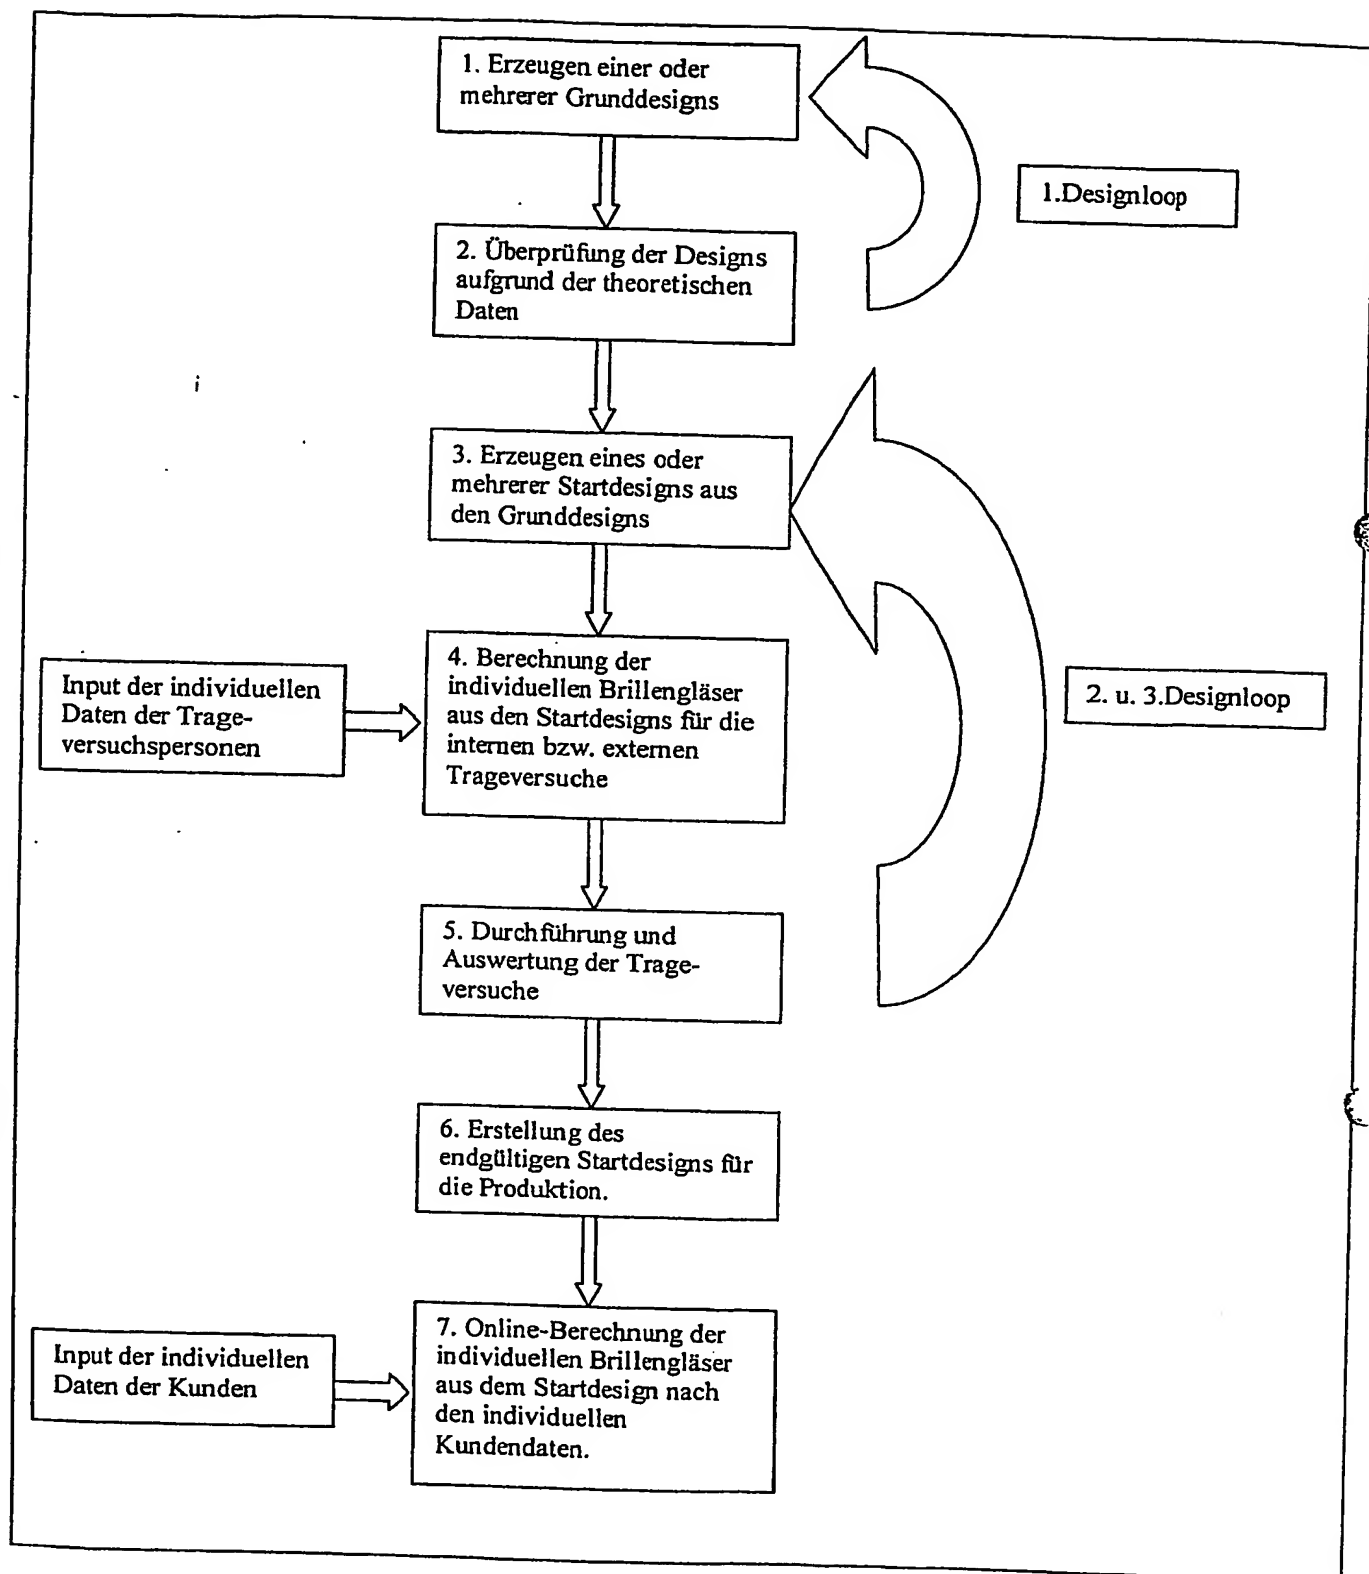 1. Erzeugen einer oder
mehrerer Grunddesigns
1.Designloop
2. Überprüfung der Designs
aufgrund der theoretischen
Daten
3. Erzeugen eines oder
mehrerer Startdesigns aus
den Grunddesigns
Input der individuellen
Daten der Trage-
versuchspersonen
4. Berechnung der
individuellen Brillengläser
aus den Startdesigns für die
internen bzw. externen
Trageversuche
2. u. 3.Designloop
5. Durchführung und
Auswertung der Trage-
versuche
6. Erstellung des
endgültigen Startdesigns für
die Produktion.
Input der individuellen
Daten der Kunden
7. Online-Berechnung der
individuellen Brillengläser
aus dem Startdesign nach
den individuellen
Kundendaten.